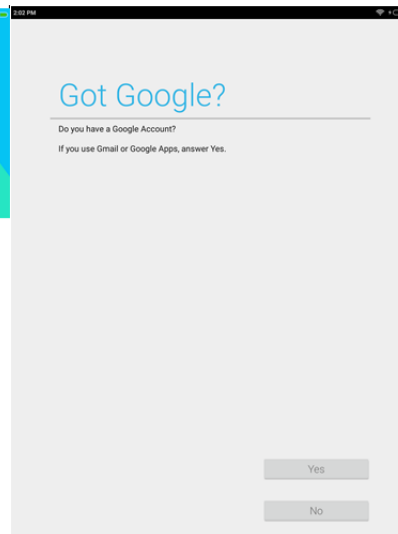 2:02 PM
Got Google?
Do you have a Google Account?
If you use Gmail or Google Apps, answer Yes.
Yes
No